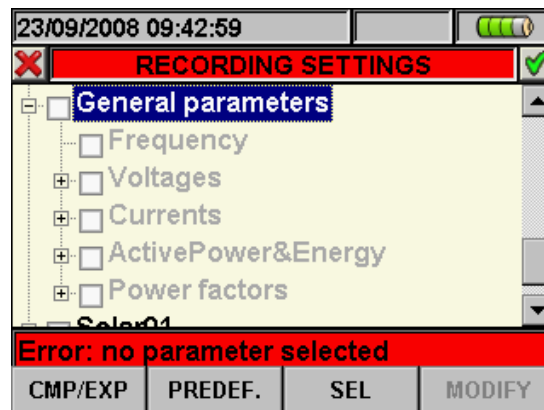 23/09/2008 09:42:59
RECORDING SETTINGS
General parameters
Frequency
Voltages
Currents
ActivePower&Energy
Power factors
Solar01
Error: no parameter selected
CMP/EXP PREDEF. SEL MODIFY